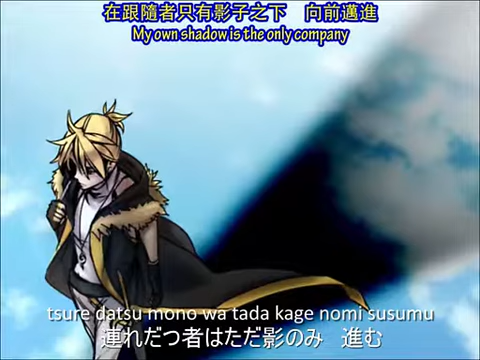 在跟隨者只有影子之下　向前邁進
My own shadow is the only company
tsure datsu mono wa tada kage nomi susumu
連れだつ者はただ影のみ　進む